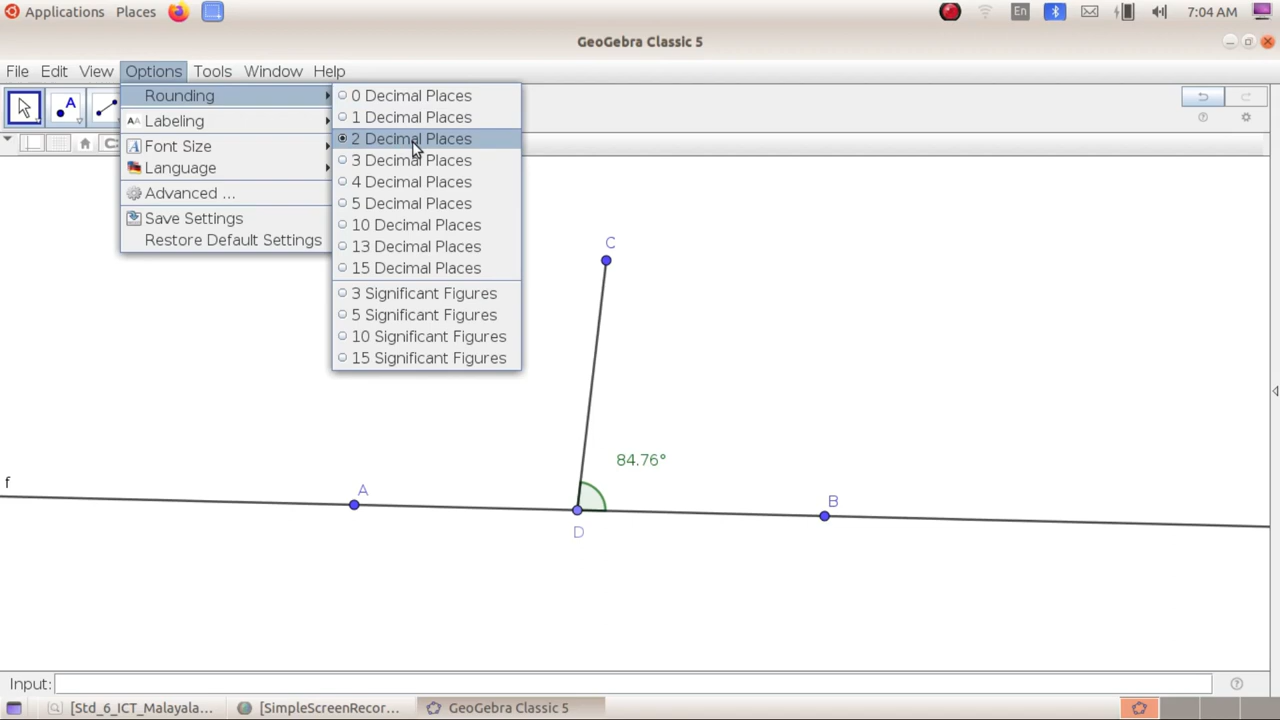 Applications Places
En
7:04 AM
GeoGebra Classic 5
File Edit View Options Tools Window Help
A
Rounding
Labeling
Font Size
Language
Advanced ...
Save Settings
Restore Default Settings
0 Decimal Places
1 Decimal Places
2 Decimal Places
3 Decimal Places
4 Decimal Places
5 Decimal Places
10 Decimal Places
13 Decimal Places
15 Decimal Places
3 Significant Figures
5 Significant Figures
10 Significant Figures
15 Significant Figures
C
84.76°
f
A
B
D
Input:
[Std_6_ICT_Malayala... [SimpleScreenRecor... GeoGebra Classic 5